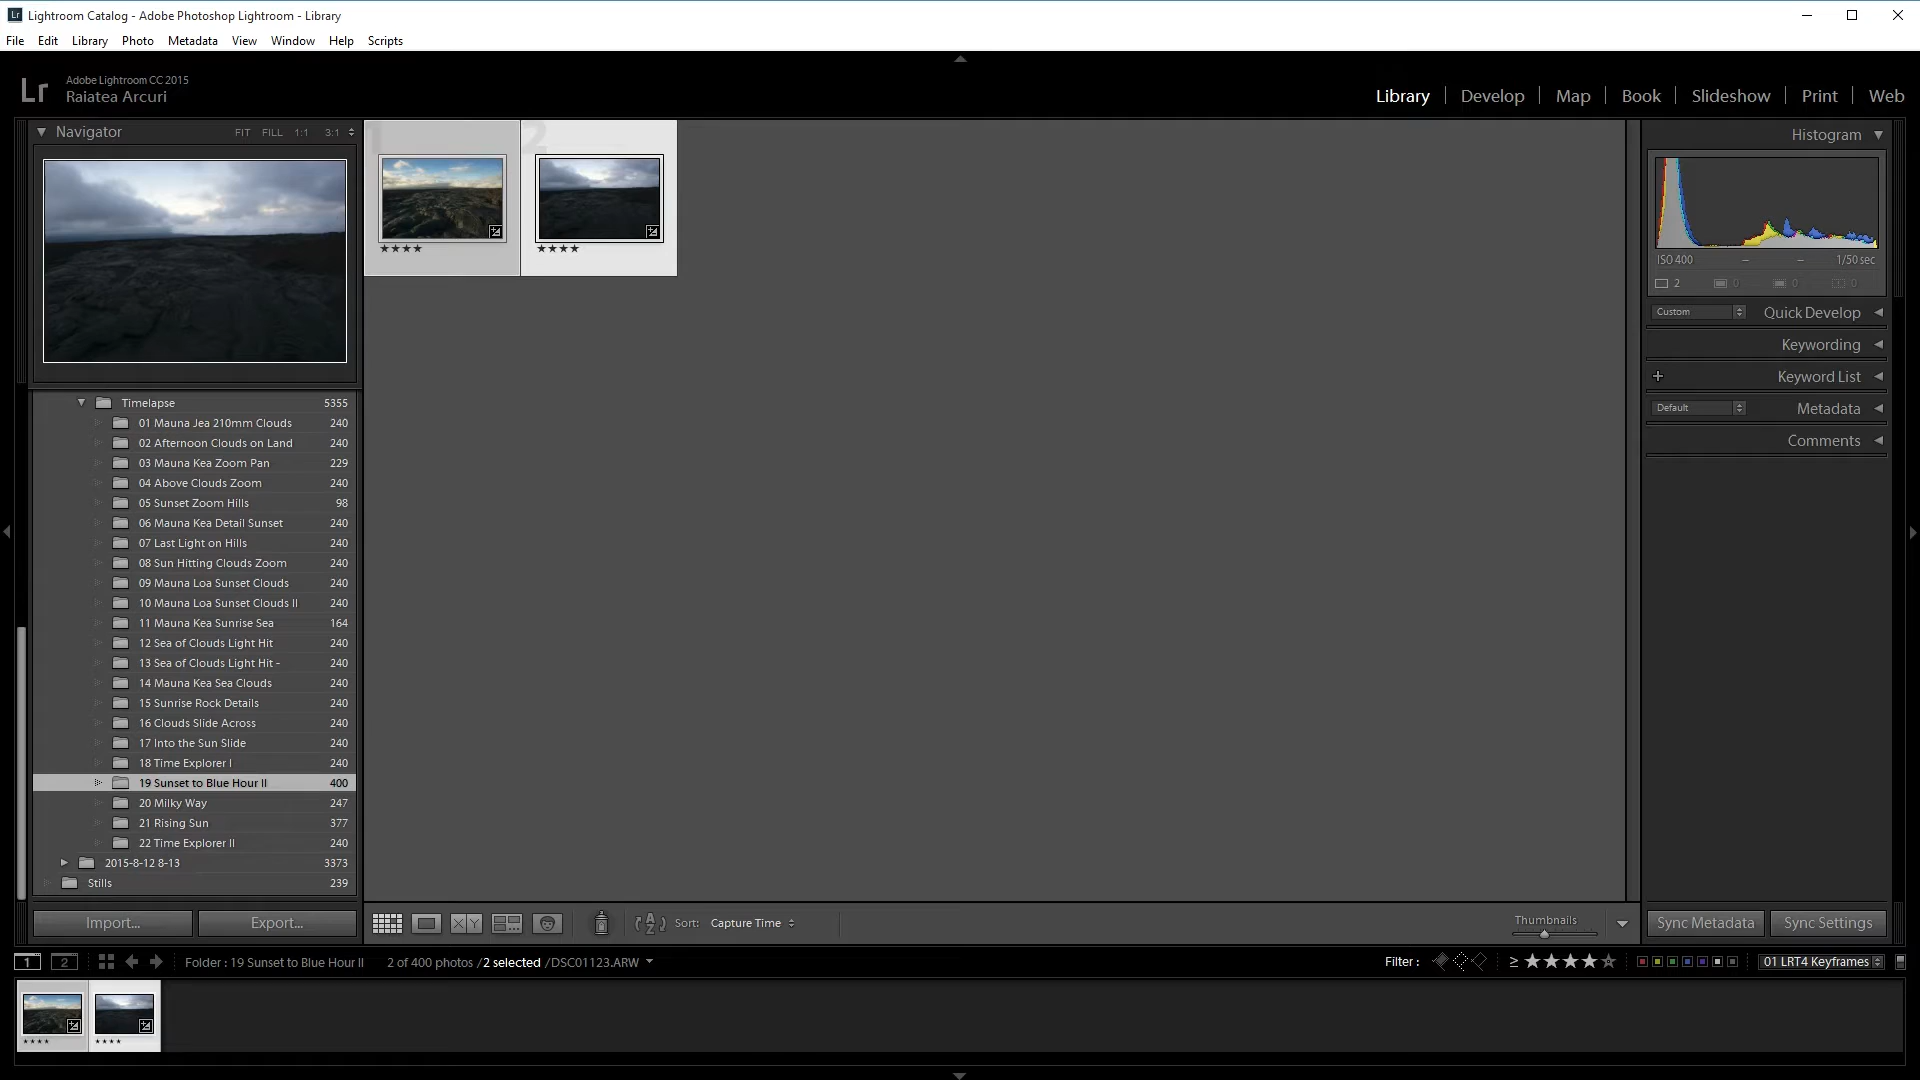 Lr Lightroom Catalog - Adobe Photoshop Lightroom - Library
File Edit Library Photo Metadata View Window Help Scripts
Lr Adobe Lightroom CC 2015
Raiatea Arcuri
Library Develop Map Book Slideshow Print Web
Navigator FIT FILL 1:1 3:1
Timelapse 5355
01 Mauna Jea 210mm Clouds 240
02 Afternoon Clouds on Land 240
03 Mauna Kea Zoom Pan 229
04 Above Clouds Zoom 240
05 Sunset Zoom Hills 98
06 Mauna Kea Detail Sunset 240
07 Last Light on Hills 240
08 Sun Hitting Clouds Zoom 240
09 Mauna Loa Sunset Clouds 240
10 Mauna Loa Sunset Clouds II 240
11 Mauna Kea Sunrise Sea 164
12 Sea of Clouds Light Hit 240
13 Sea of Clouds Light Hit - 240
14 Mauna Kea Sea Clouds 240
15 Sunrise Rock Details 240
16 Clouds Slide Across 240
17 Into the Sun Slide 240
18 Time Explorer I 240
19 Sunset to Blue Hour II 400
20 Milky Way 247
21 Rising Sun 377
22 Time Explorer II 240
2015-8-12 8-13 3373
Stills 239
Import... Export...
1 2
★★★★ ★★★★
Histogram
ISO 400 – – 1/50 sec
2 0 0 0
Custom Quick Develop
Keywording
+ Keyword List
Default Metadata
Comments
X Y Sort: Capture Time Thumbnails
Sync Metadata Sync Settings
1 2 Folder : 19 Sunset to Blue Hour II 2 of 400 photos /2 selected /DSC01123.ARW Filter : ≥ ★★★★★ 01 LRT4 Keyframes
★★★★ ★★★★